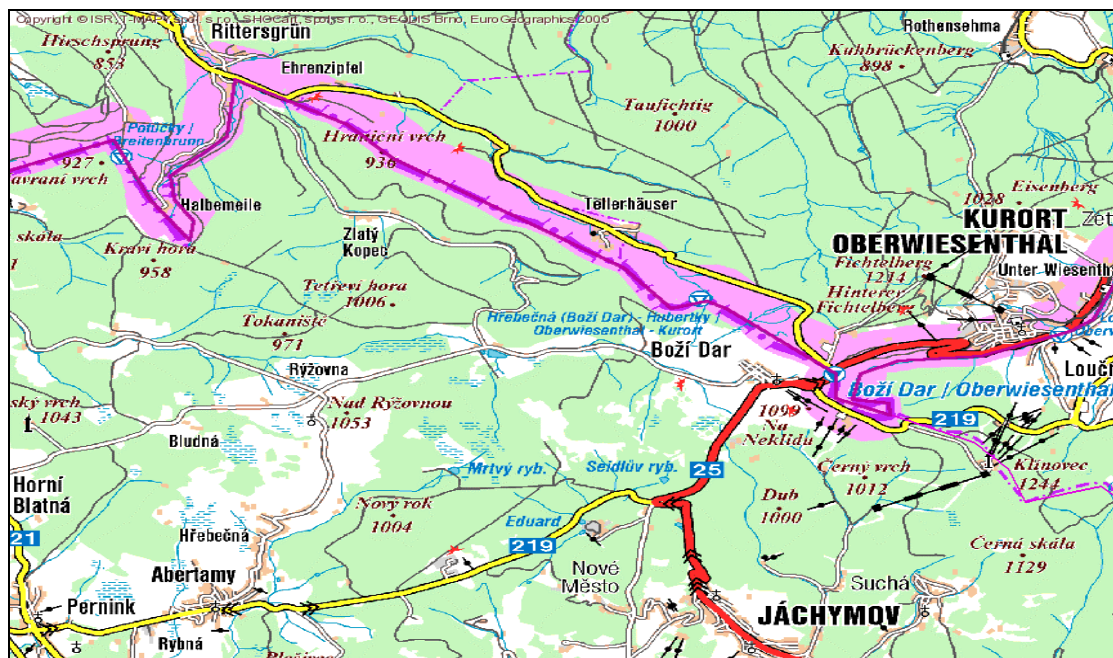 Copyright © ISR, T-MAPY spol. s r.o., SHOCart, spol. s r. o., GEODIS Brno, EuroGeographics 2005
Rittersgrün
Rothensehma
Hirschsprung
853
Ehrenzipfel
Kuhbrückenberg
898
Taufichtig
1000
Potůčky /
Breitenbrunn
Hraniční vrch
936
927
avraní vrch
Halbemeile
Tellerhäuser
Eisenberg
1028
KURORT
OBERWIESENTHAL
skála
Kraví hora
958
Zlatý
Kopec
Fichtelberg
1214
Unter Wiesentha
Hinterer
Fichtelberg
Tetřeví hora
1006
Tokaniště
971
Hřebečná (Boží Dar) - Hubertky /
Oberwiesenthal - Kurort
Boží Dar
Rýžovna
Loučn
Boží Dar / Oberwiesenthal
ský vrch
1043
Nad Rýžovnou
1053
Bludná
1099
Na
Neklidu
219
Mrtvý ryb.
Seidlův ryb.
25
Černý vrch
1012
Klínovec
1244
Horní
Blatná
Nový rok
1004
Dub
1000
Eduard
219
21
Hřebečná
Černá skála
1129
Abertamy
Nové
Město
Suchá
Pernink
JÁCHYMOV
Rybná